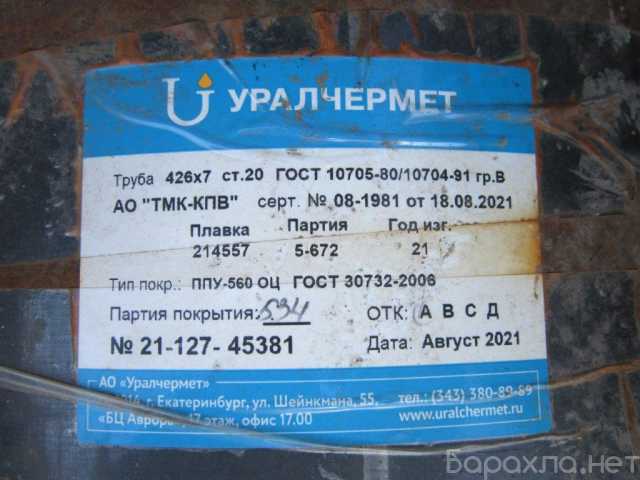 УРАЛЧЕРМЕТ
Труба 426х7 ст.20 ГОСТ 10705-80/10704-91 гр.В
АО "ТМК-КПВ" серт. № 08-1981 от 18.08.2021
Плавка Партия Год изг.
214557 5-672 21
Тип покр.: ППУ-560 ОЦ ГОСТ 30732-2006
Партия покрытия: 534 ОТК: А В С Д
№ 21-127- 45381 Дата: Август 2021
АО «Уралчермет» тел.: (343) 380-89-89
г. Екатеринбург, ул. Шейнкмана, 55, www.uralchermet.ru
«БЦ Аврора», 17 этаж, офис 17.00
Барахла.нет